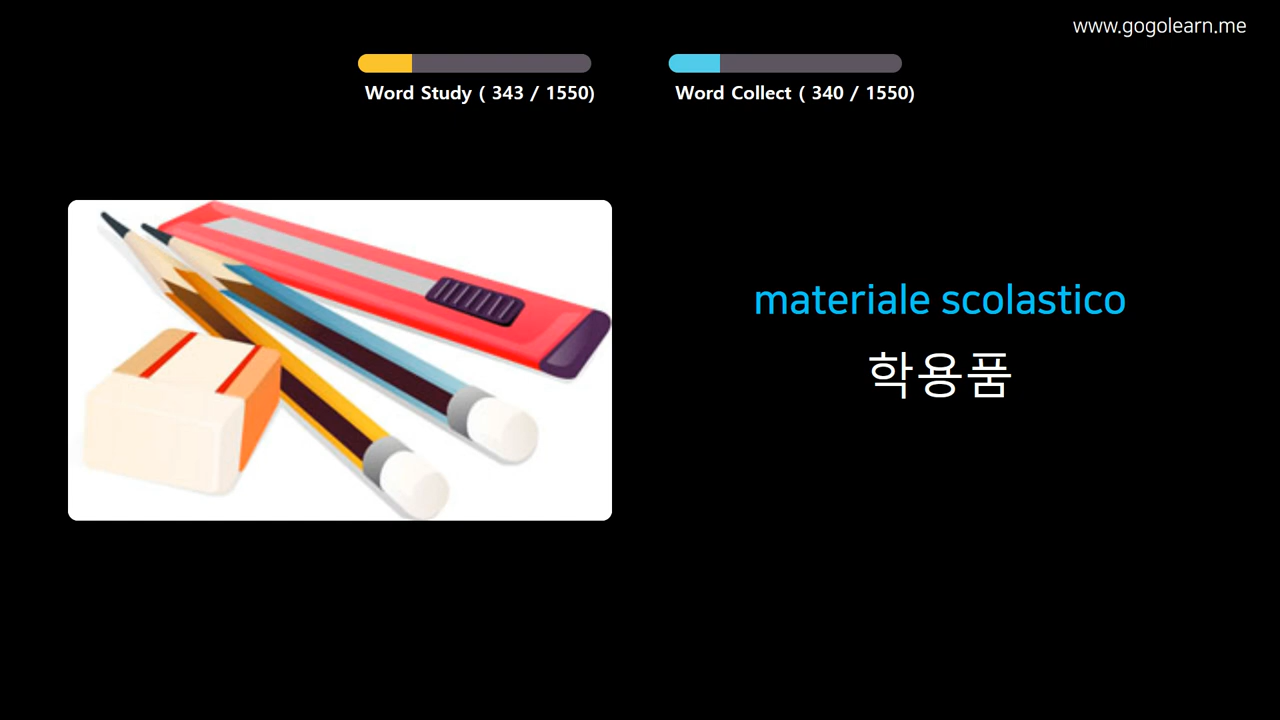 www.gogolearn.me
Word Study ( 343 / 1550)
Word Collect ( 340 / 1550)
materiale scolastico
학용품